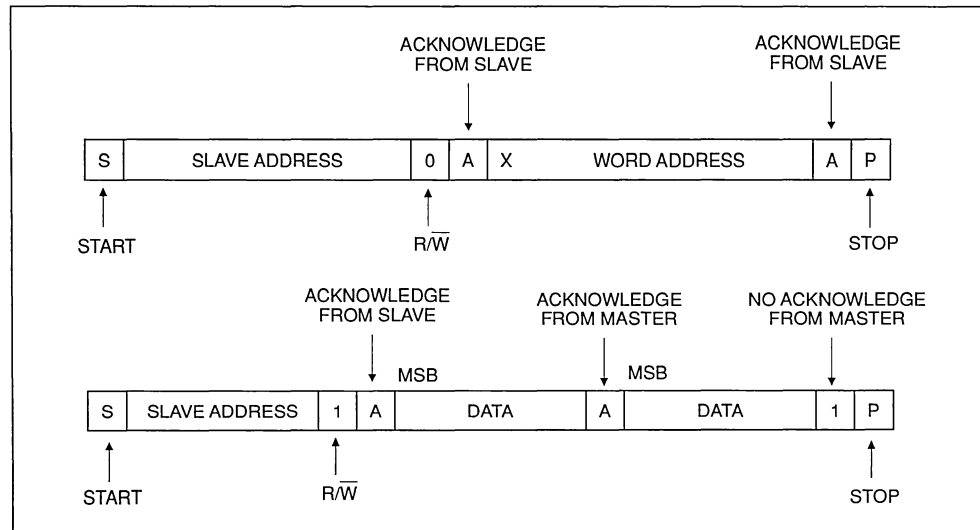 ACKNOWLEDGE
FROM SLAVE
ACKNOWLEDGE
FROM SLAVE
S SLAVE ADDRESS 0 A X WORD ADDRESS A P
START
R/W̅
STOP
ACKNOWLEDGE
FROM SLAVE
ACKNOWLEDGE
FROM MASTER
NO ACKNOWLEDGE
FROM MASTER
MSB MSB
S SLAVE ADDRESS 1 A DATA A DATA 1 P
START
R/W̅
STOP